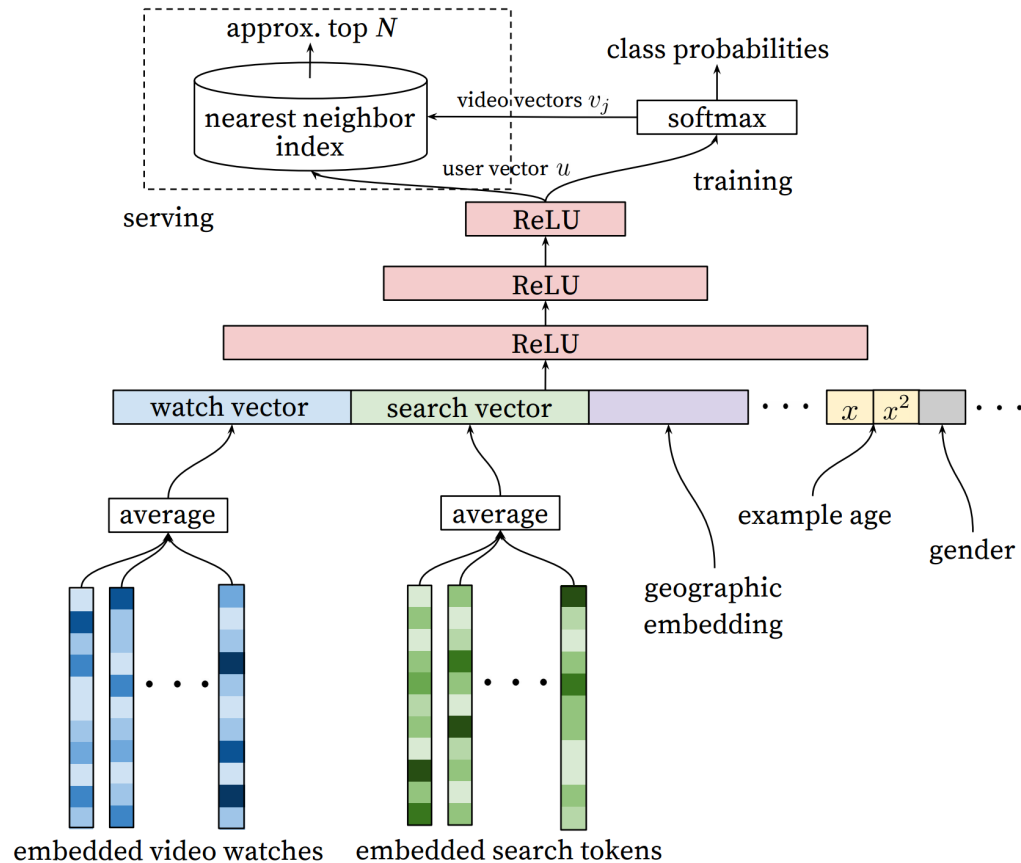 approx. top N
class probabilities
nearest neighbor
index
video vectors v_j
softmax
user vector u
training
serving
ReLU
ReLU
ReLU
watch vector
search vector
. . .
x
x²
. . .
average
average
example age
gender
geographic
embedding
. . .
. . .
embedded video watches
embedded search tokens